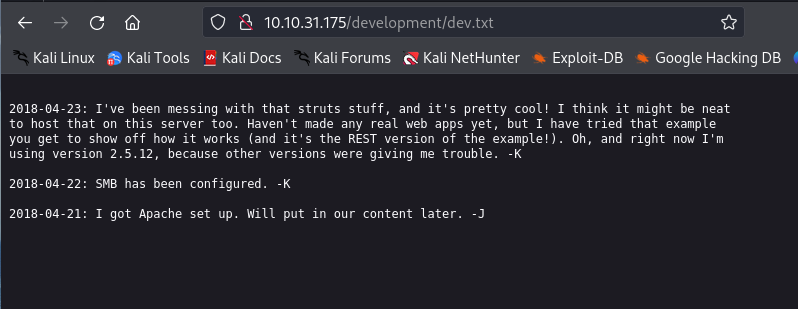 10.10.31.175/development/dev.txt
Kali Linux Kali Tools Kali Docs Kali Forums Kali NetHunter Exploit-DB Google Hacking DB
2018-04-23: I've been messing with that struts stuff, and it's pretty cool! I think it might be neat
to host that on this server too. Haven't made any real web apps yet, but I have tried that example
you get to show off how it works (and it's the REST version of the example!). Oh, and right now I'm
using version 2.5.12, because other versions were giving me trouble. -K
2018-04-22: SMB has been configured. -K
2018-04-21: I got Apache set up. Will put in our content later. -J